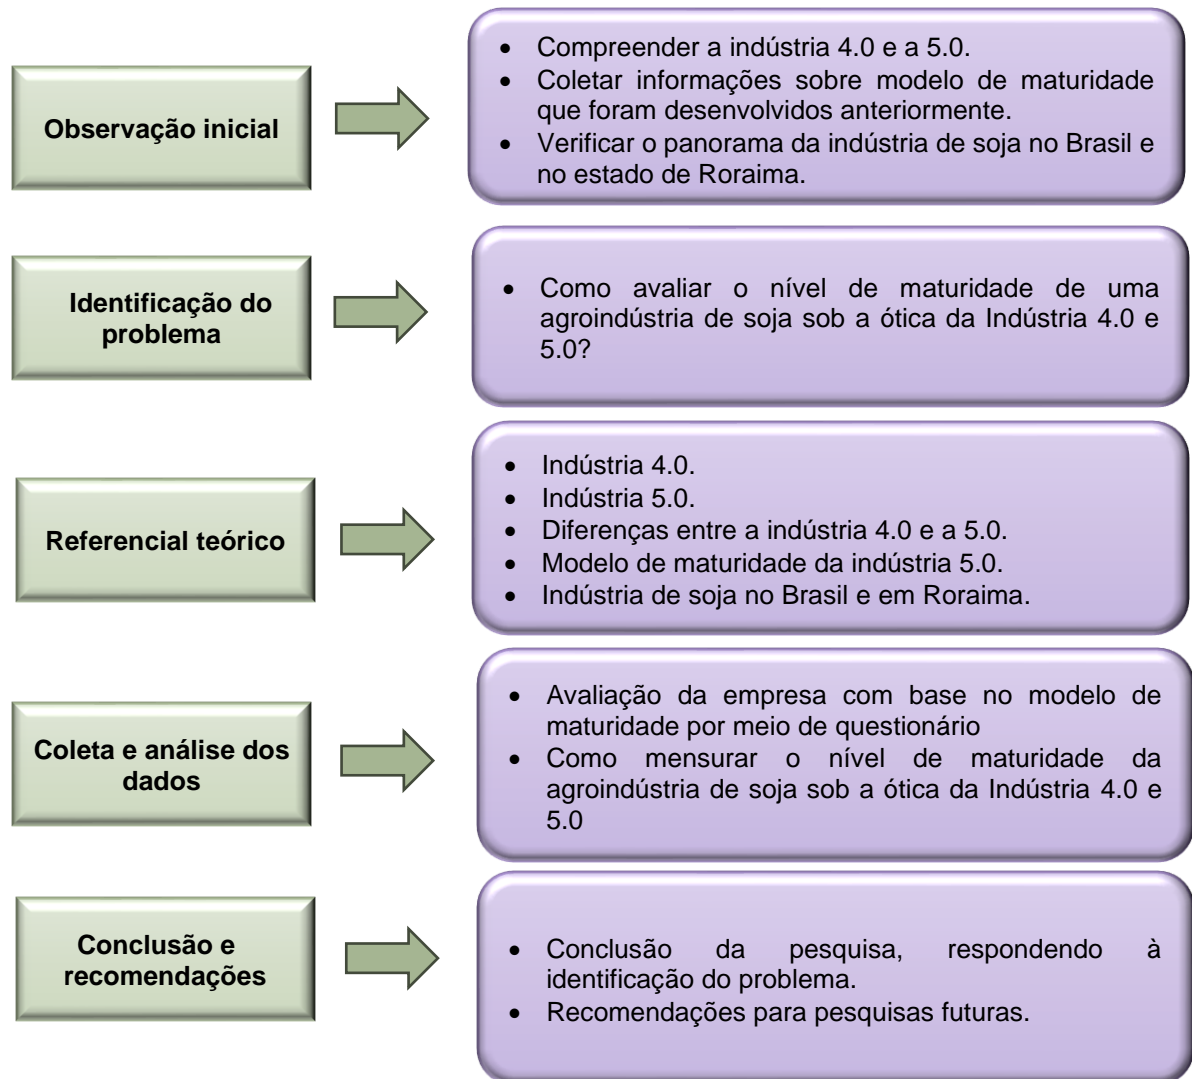 Observação inicial
• Compreender a indústria 4.0 e a 5.0.
• Coletar informações sobre modelo de maturidade
que foram desenvolvidos anteriormente.
• Verificar o panorama da indústria de soja no Brasil e
no estado de Roraima.
Identificação do
problema
• Como avaliar o nível de maturidade de uma
agroindústria de soja sob a ótica da Indústria 4.0 e
5.0?
Referencial teórico
• Indústria 4.0.
• Indústria 5.0.
• Diferenças entre a indústria 4.0 e a 5.0.
• Modelo de maturidade da indústria 5.0.
• Indústria de soja no Brasil e em Roraima.
Coleta e análise dos
dados
• Avaliação da empresa com base no modelo de
maturidade por meio de questionário
• Como mensurar o nível de maturidade da
agroindústria de soja sob a ótica da Indústria 4.0 e
5.0
Conclusão e
recomendações
• Conclusão da pesquisa, respondendo à
identificação do problema.
• Recomendações para pesquisas futuras.